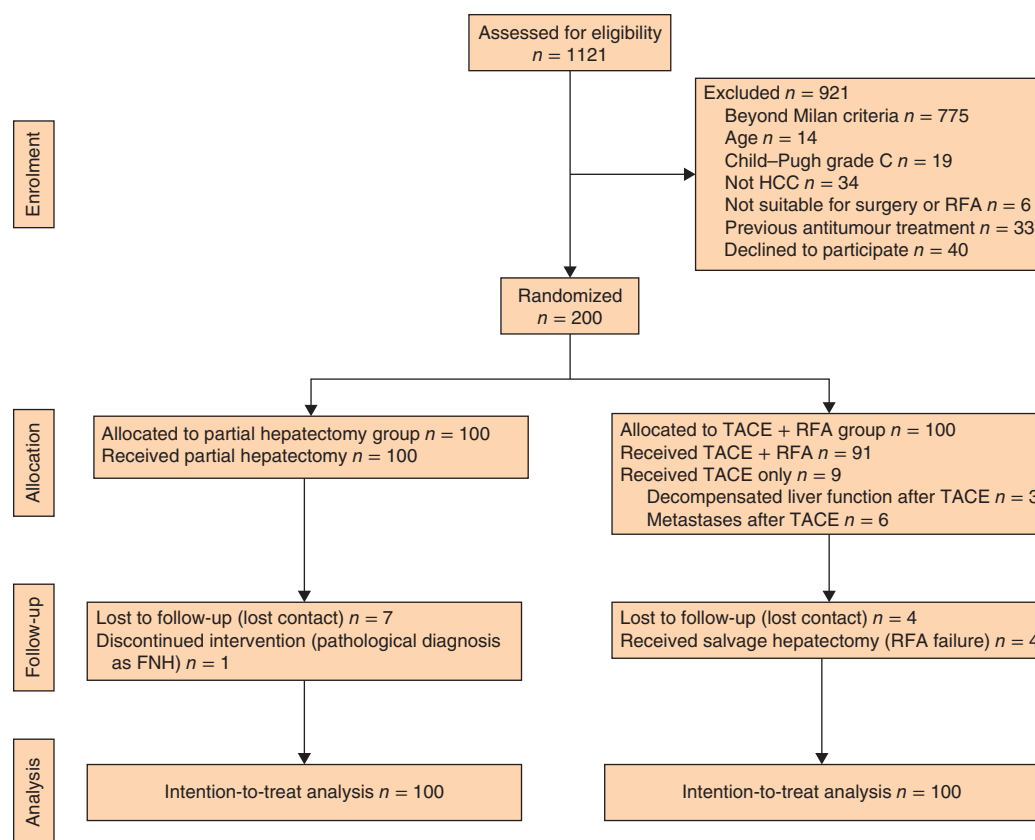 Assessed for eligibility
n = 1121
Enrolment
Excluded n = 921
Beyond Milan criteria n = 775
Age n = 14
Child–Pugh grade C n = 19
Not HCC n = 34
Not suitable for surgery or RFA n = 6
Previous antitumour treatment n = 33
Declined to participate n = 40
Randomized
n = 200
Allocation
Allocated to partial hepatectomy group n = 100
Received partial hepatectomy n = 100
Allocated to TACE + RFA group n = 100
Received TACE + RFA n = 91
Received TACE only n = 9
Decompensated liver function after TACE n = 3
Metastases after TACE n = 6
Follow-up
Lost to follow-up (lost contact) n = 7
Discontinued intervention (pathological diagnosis
as FNH) n = 1
Lost to follow-up (lost contact) n = 4
Received salvage hepatectomy (RFA failure) n = 4
Analysis
Intention-to-treat analysis n = 100
Intention-to-treat analysis n = 100